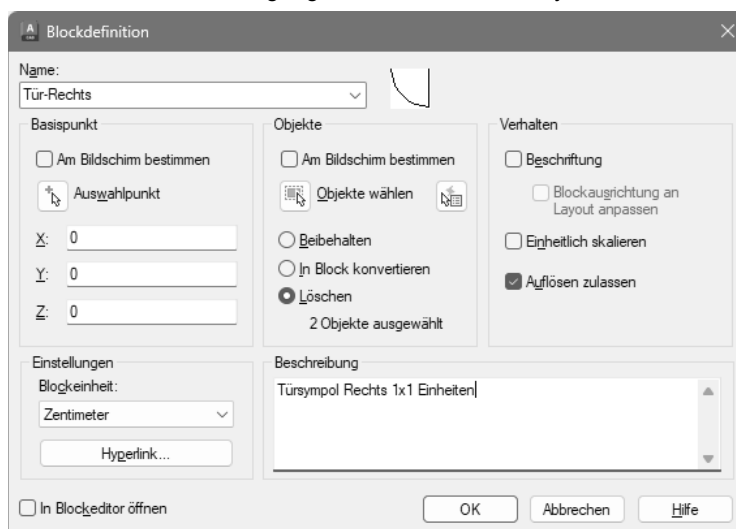 Blockdefinition
Name:
Tür-Rechts
Basispunkt
Am Bildschirm bestimmen
Auswahlpunkt
X: 0
Y: 0
Z: 0
Objekte
Am Bildschirm bestimmen
Objekte wählen
Beibehalten
In Block konvertieren
Löschen
2 Objekte ausgewählt
Verhalten
Beschriftung
Blockausrichtung an
Layout anpassen
Einheitlich skalieren
Auflösen zulassen
Einstellungen
Blockeinheit:
Zentimeter
Hyperlink...
Beschreibung
Türsympol Rechts 1x1 Einheiten
In Blockeditor öffnen
OK Abbrechen Hilfe